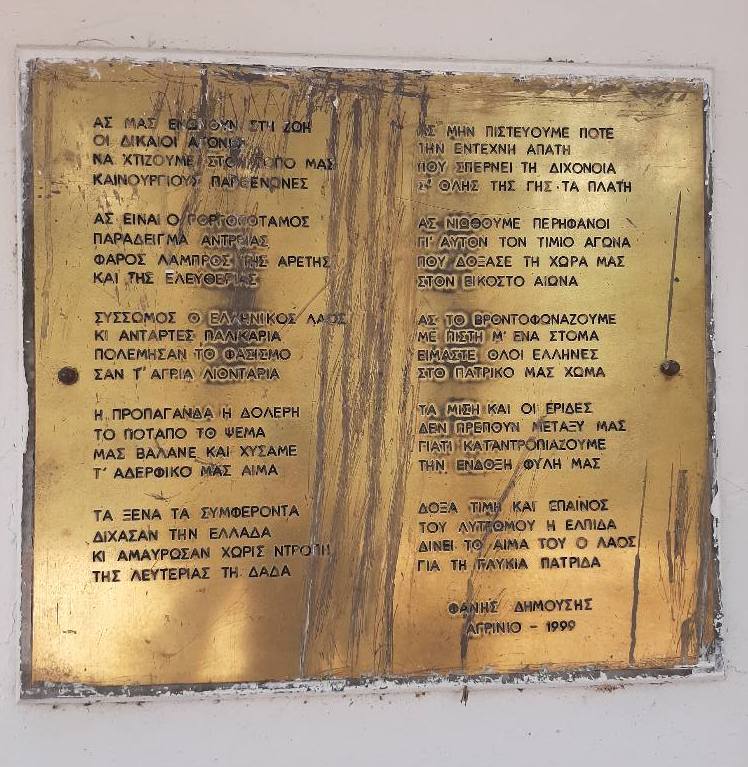 ΑΣ ΜΑΣ ΕΝΩΝΟΥΝ ΣΤΗ ΖΩΗ
ΟΙ ΔΙΚΑΙΟΙ ΑΓΩΝΕΣ
ΝΑ ΧΤΙΖΟΥΜΕ ΣΤΟΝ ΤΟΠΟ ΜΑΣ
ΚΑΙΝΟΥΡΓΙΟΥΣ ΠΑΡΘΕΝΩΝΕΣ
ΑΣ ΕΙΝΑΙ Ο ΓΟΡΓΟΠΟΤΑΜΟΣ
ΠΑΡΑΔΕΙΓΜΑ ΑΝΤΡΕΙΑΣ
ΦΑΡΟΣ ΛΑΜΠΡΟΣ ΤΗΣ ΑΡΕΤΗΣ
ΚΑΙ ΤΗΣ ΕΛΕΥΘΕΡΙΑΣ
ΣΥΣΣΩΜΟΣ Ο ΕΛΛΗΝΙΚΟΣ ΛΑΟΣ
ΚΙ ΑΝΤΑΡΤΕΣ ΠΑΛΙΚΑΡΙΑ
ΠΟΛΕΜΗΣΑΝ ΤΟ ΦΑΣΙΣΜΟ
ΣΑΝ Τ' ΑΓΡΙΑ ΛΙΟΝΤΑΡΙΑ
Η ΠΡΟΠΑΓΑΝΔΑ Η ΔΟΛΕΡΗ
ΤΟ ΠΟΤΑΠΟ ΤΟ ΨΕΜΑ
ΜΑΣ ΒΑΛΑΝΕ ΚΑΙ ΧΥΣΑΜΕ
Τ' ΑΔΕΡΦΙΚΟ ΜΑΣ ΑΙΜΑ
ΤΑ ΞΕΝΑ ΤΑ ΣΥΜΦΕΡΟΝΤΑ
ΔΙΧΑΣΑΝ ΤΗΝ ΕΛΛΑΔΑ
ΚΙ ΑΜΑΥΡΩΣΑΝ ΧΩΡΙΣ ΝΤΡΟΠΗ
ΤΗΣ ΛΕΥΤΕΡΙΑΣ ΤΗ ΔΑΔΑ
ΑΣ ΜΗΝ ΠΙΣΤΕΥΟΥΜΕ ΠΟΤΕ
ΤΗΝ ΕΝΤΕΧΝΗ ΑΠΑΤΗ
ΠΟΥ ΣΠΕΡΝΕΙ ΤΗ ΔΙΧΟΝΟΙΑ
Σ' ΟΛΗΣ ΤΗΣ ΓΗΣ ΤΑ ΠΛΑΤΗ
ΑΣ ΝΙΩΘΟΥΜΕ ΠΕΡΗΦΑΝΟΙ
ΓΙ' ΑΥΤΟΝ ΤΟΝ ΤΙΜΙΟ ΑΓΩΝΑ
ΠΟΥ ΔΟΞΑΣΕ ΤΗ ΧΩΡΑ ΜΑΣ
ΣΤΟΝ ΕΙΚΟΣΤΟ ΑΙΩΝΑ
ΑΣ ΤΟ ΒΡΟΝΤΟΦΩΝΑΖΟΥΜΕ
ΜΕ ΠΙΣΤΗ Μ' ΕΝΑ ΣΤΟΜΑ
ΕΙΜΑΣΤΕ ΟΛΟΙ ΕΛΛΗΝΕΣ
ΣΤΟ ΠΑΤΡΙΚΟ ΜΑΣ ΧΩΜΑ
ΤΑ ΜΙΣΗ ΚΑΙ ΟΙ ΕΡΙΔΕΣ
ΔΕΝ ΠΡΕΠΟΥΝ ΜΕΤΑΞΥ ΜΑΣ
ΓΙΑΤΙ ΚΑΤΑΝΤΡΟΠΙΑΖΟΥΜΕ
ΤΗΝ ΕΝΔΟΞΗ ΦΥΛΗ ΜΑΣ
ΔΟΞΑ ΤΙΜΗ ΚΑΙ ΕΠΑΙΝΟΣ
ΤΟΥ ΛΥΤΡΩΜΟΥ Η ΕΛΠΙΔΑ
ΔΙΝΕΙ ΤΟ ΑΙΜΑ ΤΟΥ Ο ΛΑΟΣ
ΓΙΑ ΤΗ ΓΛΥΚΙΑ ΠΑΤΡΙΔΑ
ΦΑΝΗΣ ΔΗΜΟΥΣΗΣ
ΑΓΡΙΝΙΟ - 1999